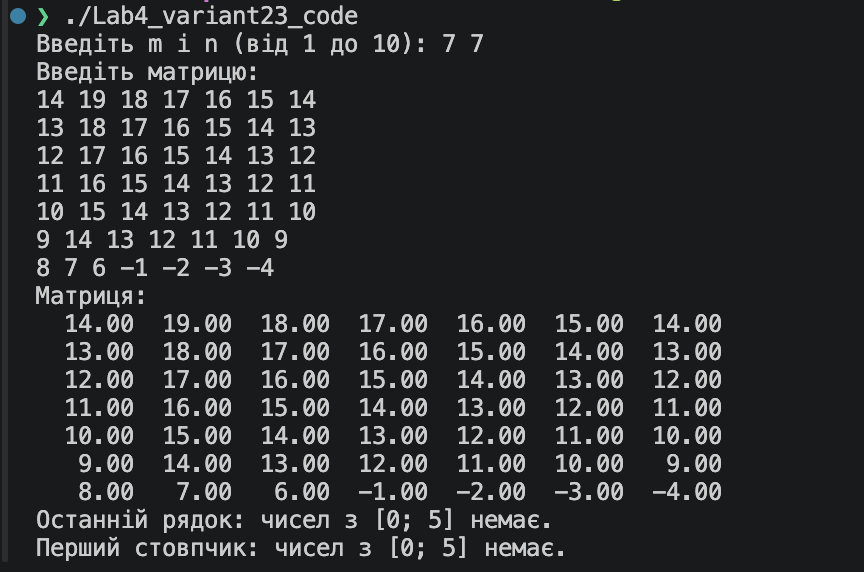 ❯ ./Lab4_variant23_code
Введіть m і n (від 1 до 10): 7 7
Введіть матрицю:
14 19 18 17 16 15 14
13 18 17 16 15 14 13
12 17 16 15 14 13 12
11 16 15 14 13 12 11
10 15 14 13 12 11 10
9 14 13 12 11 10 9
8 7 6 -1 -2 -3 -4
Матриця:
14.00 19.00 18.00 17.00 16.00 15.00 14.00
13.00 18.00 17.00 16.00 15.00 14.00 13.00
12.00 17.00 16.00 15.00 14.00 13.00 12.00
11.00 16.00 15.00 14.00 13.00 12.00 11.00
10.00 15.00 14.00 13.00 12.00 11.00 10.00
9.00 14.00 13.00 12.00 11.00 10.00 9.00
8.00 7.00 6.00 -1.00 -2.00 -3.00 -4.00
Останній рядок: чисел з [0; 5] немає.
Перший стовпчик: чисел з [0; 5] немає.